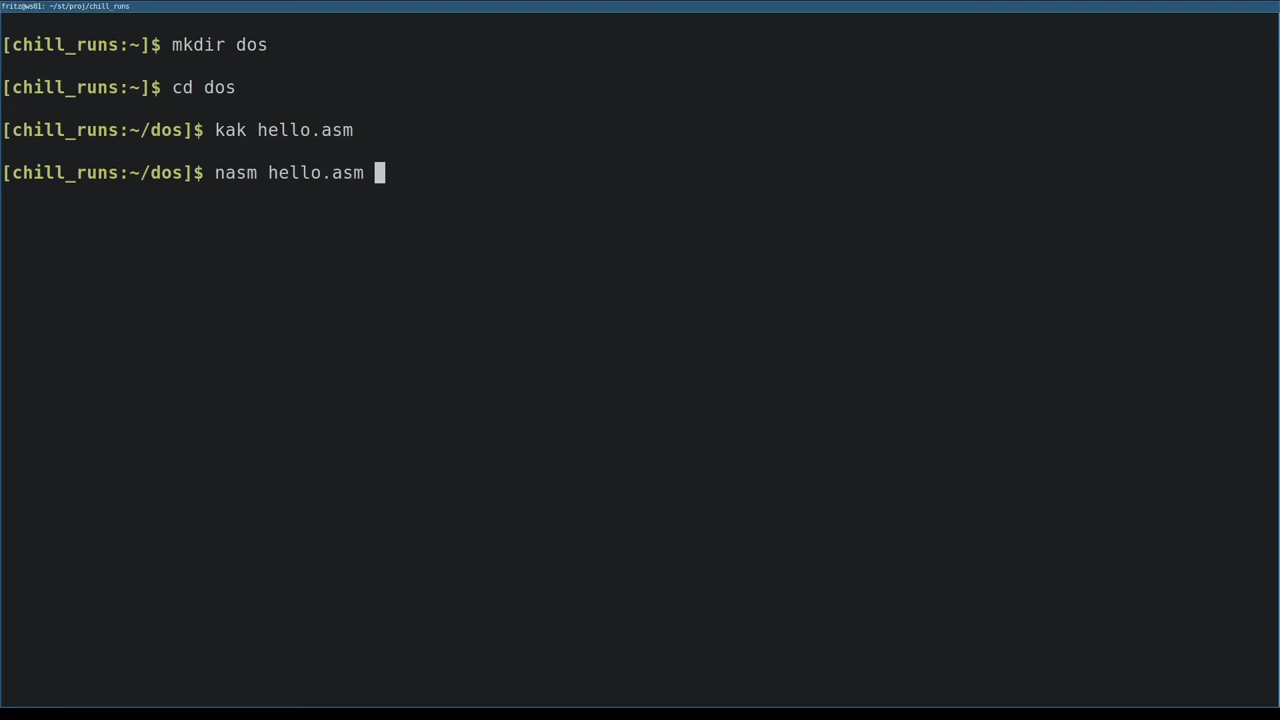 fritz@ws01: ~/st/proj/chill_runs
[chill_runs:~]$ mkdir dos
[chill_runs:~]$ cd dos
[chill_runs:~/dos]$ kak hello.asm
[chill_runs:~/dos]$ nasm hello.asm